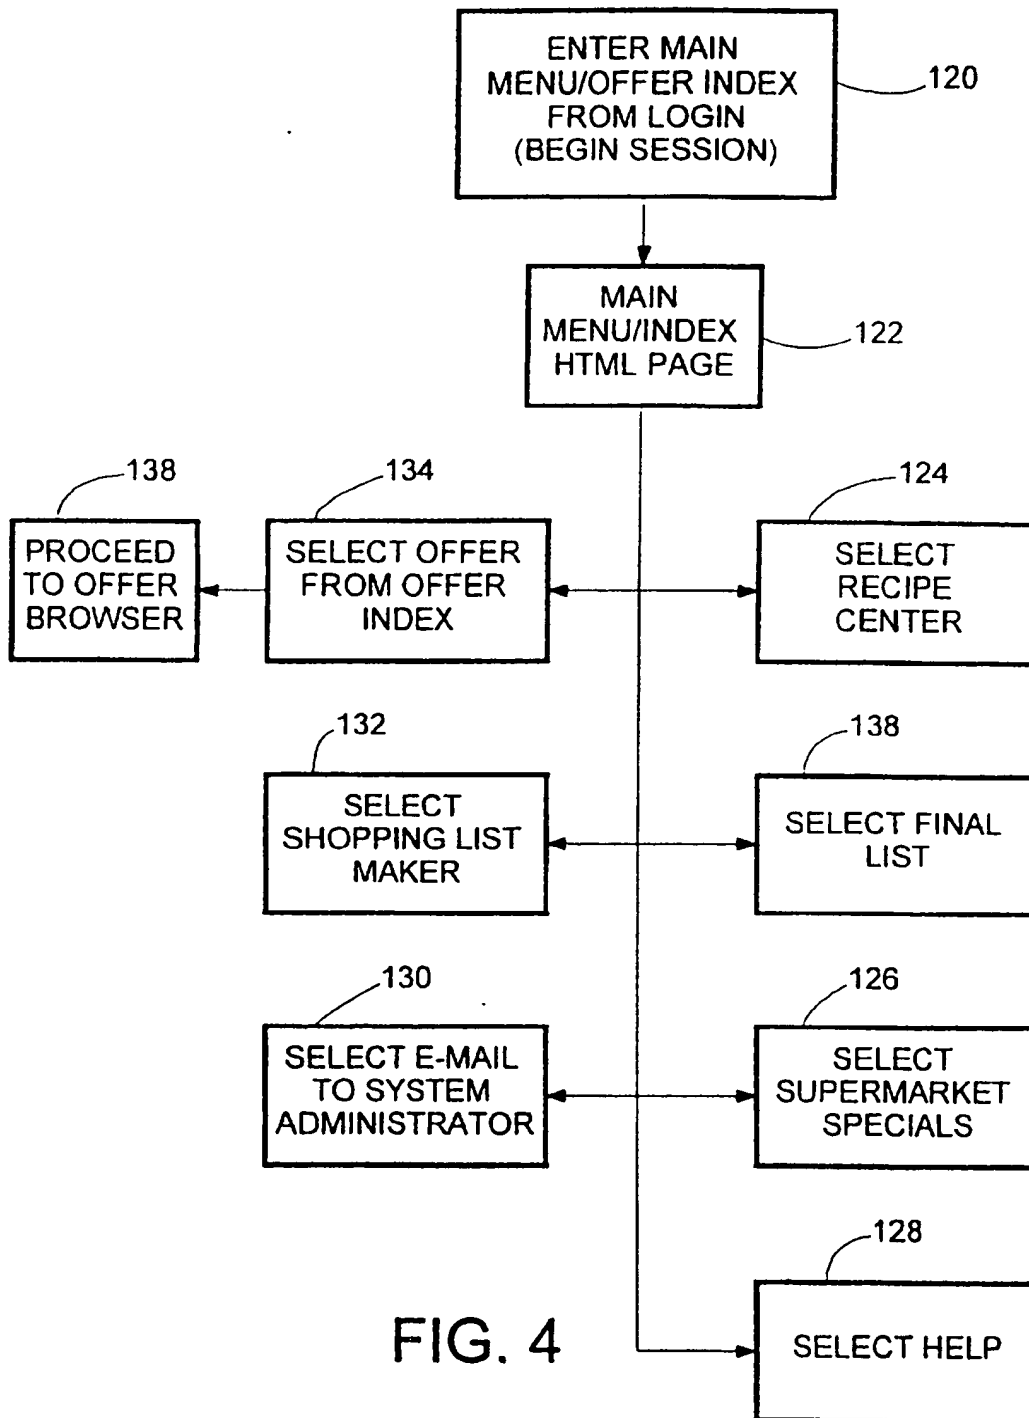 ENTER MAIN
MENU/OFFER INDEX
FROM LOGIN
(BEGIN SESSION)
120
MAIN
MENU/INDEX
HTML PAGE
122
138
PROCEED
TO OFFER
BROWSER
134
SELECT OFFER
FROM OFFER
INDEX
124
SELECT
RECIPE
CENTER
132
SELECT
SHOPPING LIST
MAKER
138
SELECT FINAL
LIST
130
SELECT E-MAIL
TO SYSTEM
ADMINISTRATOR
126
SELECT
SUPERMARKET
SPECIALS
128
SELECT HELP
FIG. 4